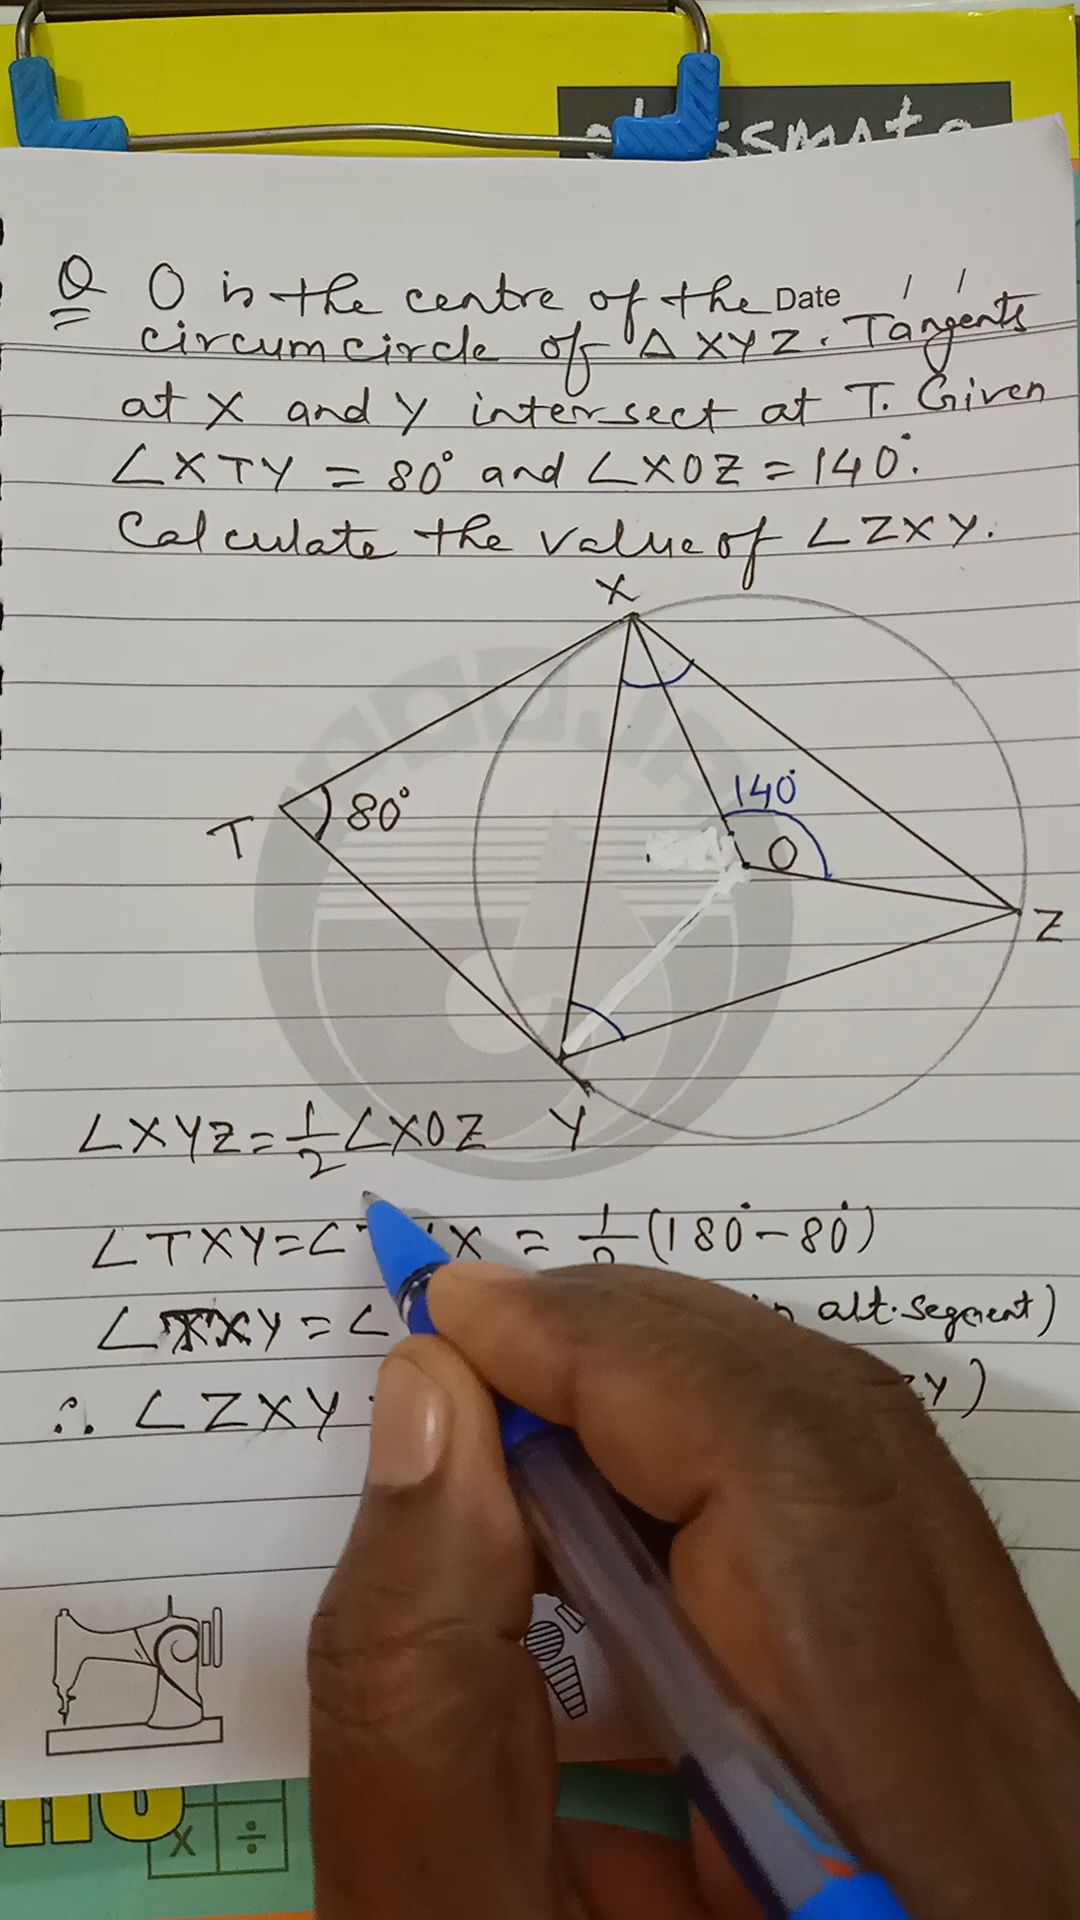 classmate
Q O is the centre of the Date / /
circumcircle of △XYZ. Tangents
at X and Y intersect at T. Given
∠XTY = 80° and ∠XOZ = 140°.
Calculate the value of ∠ZXY.
X
140°
80°
T
O
Z
∠XYZ = 1/2 ∠XOZ Y
∠TXY = ∠ X = (180° - 80°)
∠ XY = ∠ alt. segment)
∴ ∠ZXY ZY)
x ÷